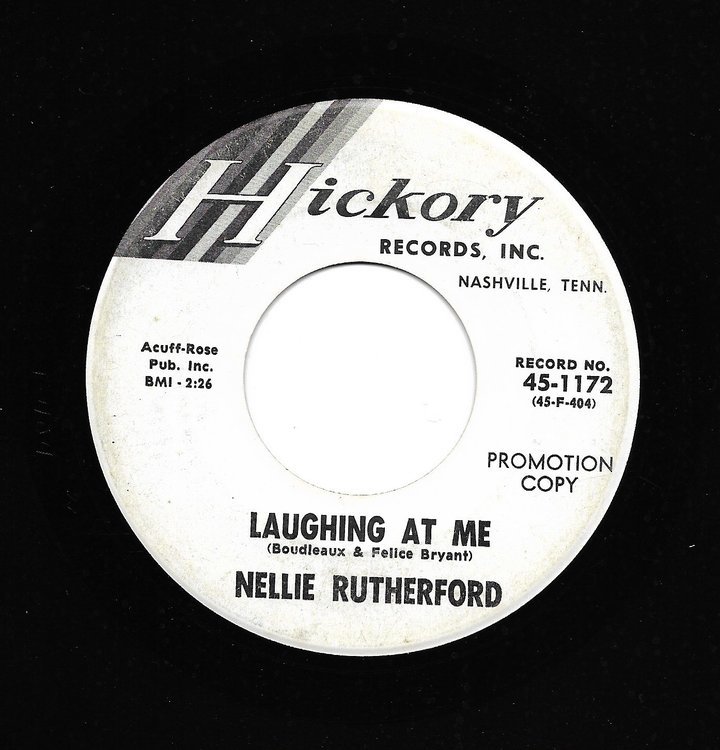 Hickory
RECORDS, INC.
NASHVILLE, TENN.
Acuff-Rose
Pub. Inc.
BMI - 2:26
RECORD NO.
45-1172
(45-F-404)
PROMOTION
COPY
LAUGHING AT ME
(Boudleaux & Felice Bryant)
NELLIE RUTHERFORD